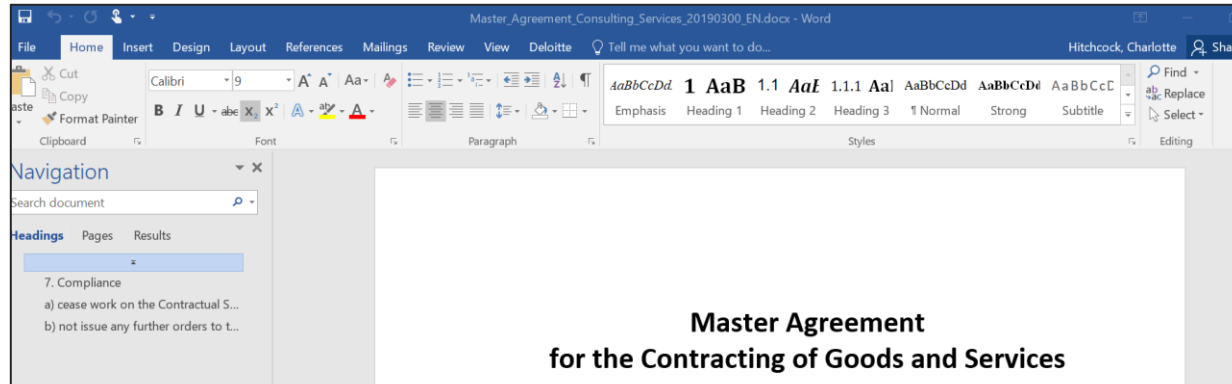 Master_Agreement_Consulting_Services_20190300_EN.docx - Word
File Home Insert Design Layout References Mailings Review View Deloitte Tell me what you want to do... Hitchcock, Charlotte Sha
Cut
Copy
aste
Format Painter
Clipboard
Calibri 9
Font
Paragraph
AaBbCcDd 1 AaB 1.1 AaB 1.1.1 Aa AaBbCcDd AaBbCcDd AaBbCcD
Emphasis Heading 1 Heading 2 Heading 3 ¶ Normal Strong Subtitle
Styles
Find
Replace
Select
Editing
Navigation
Search document
Headings Pages Results
7. Compliance
a) cease work on the Contractual S...
b) not issue any further orders to t...
Master Agreement
for the Contracting of Goods and Services